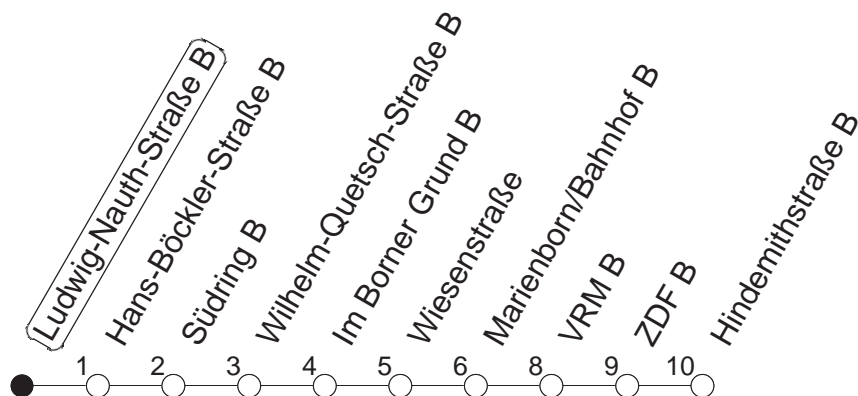 Ludwig-Nauth-Straße B
Hans-Böckler-Straße B
Südring B
Wilhelm-Quetsch-Straße B
Im Borner Grund B
Wiesenstraße
Marienborn/Bahnhof B
VRM B
ZDF B
Hindemithstraße B
1 2 3 4 5 6 8 9 10